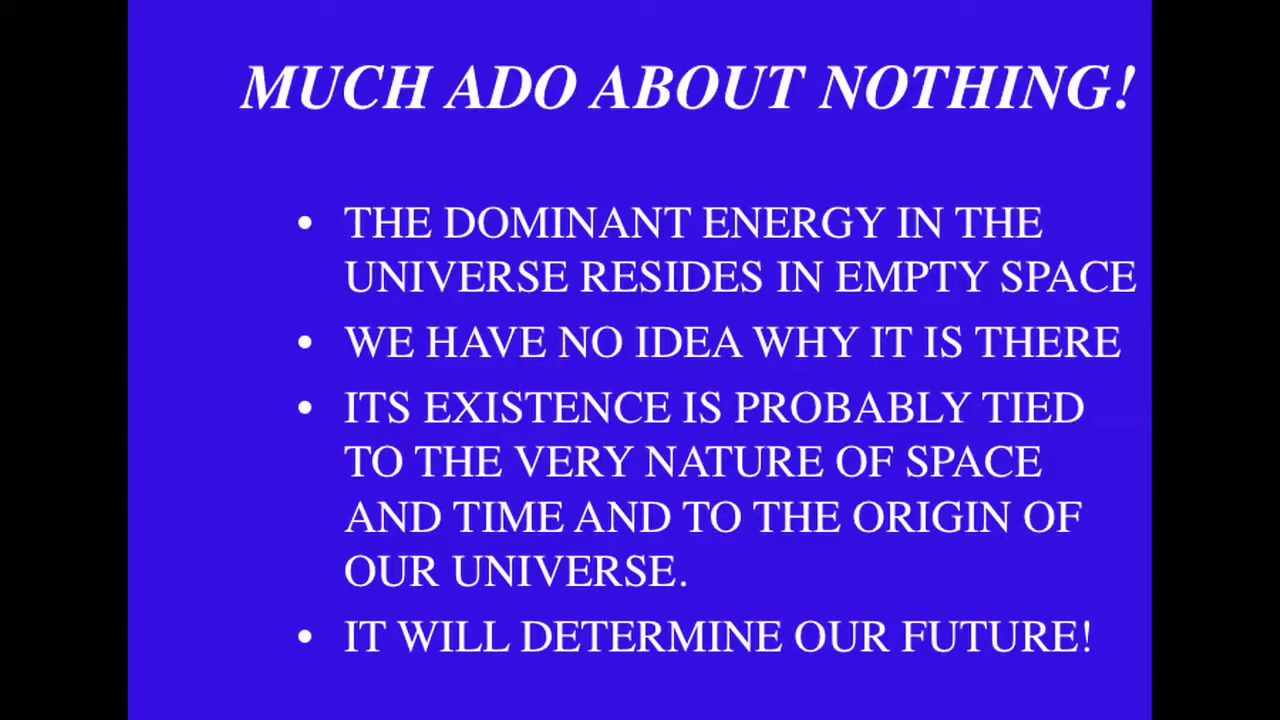 MUCH ADO ABOUT NOTHING!
• THE DOMINANT ENERGY IN THE
UNIVERSE RESIDES IN EMPTY SPACE
• WE HAVE NO IDEA WHY IT IS THERE
• ITS EXISTENCE IS PROBABLY TIED
TO THE VERY NATURE OF SPACE
AND TIME AND TO THE ORIGIN OF
OUR UNIVERSE.
• IT WILL DETERMINE OUR FUTURE!